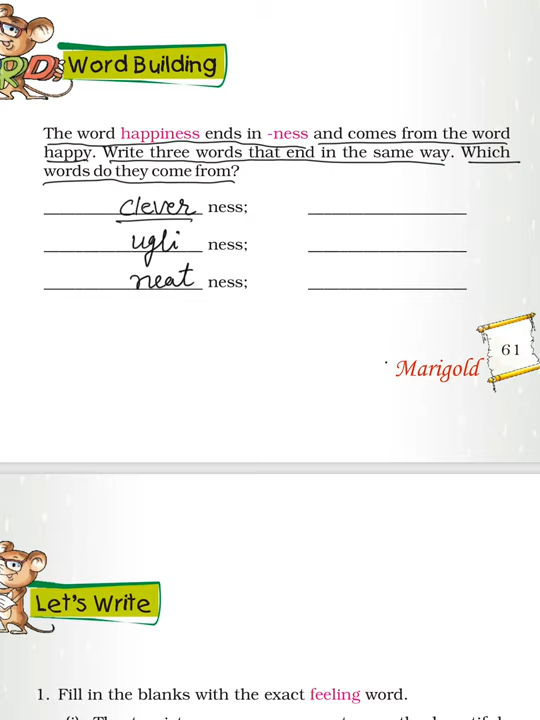 RDs Word Building
The word happiness ends in -ness and comes from the word
happy. Write three words that end in the same way. Which
words do they come from?
clever ness;
ugli ness;
neat ness;
61
Marigold
Let's Write
1. Fill in the blanks with the exact feeling word.